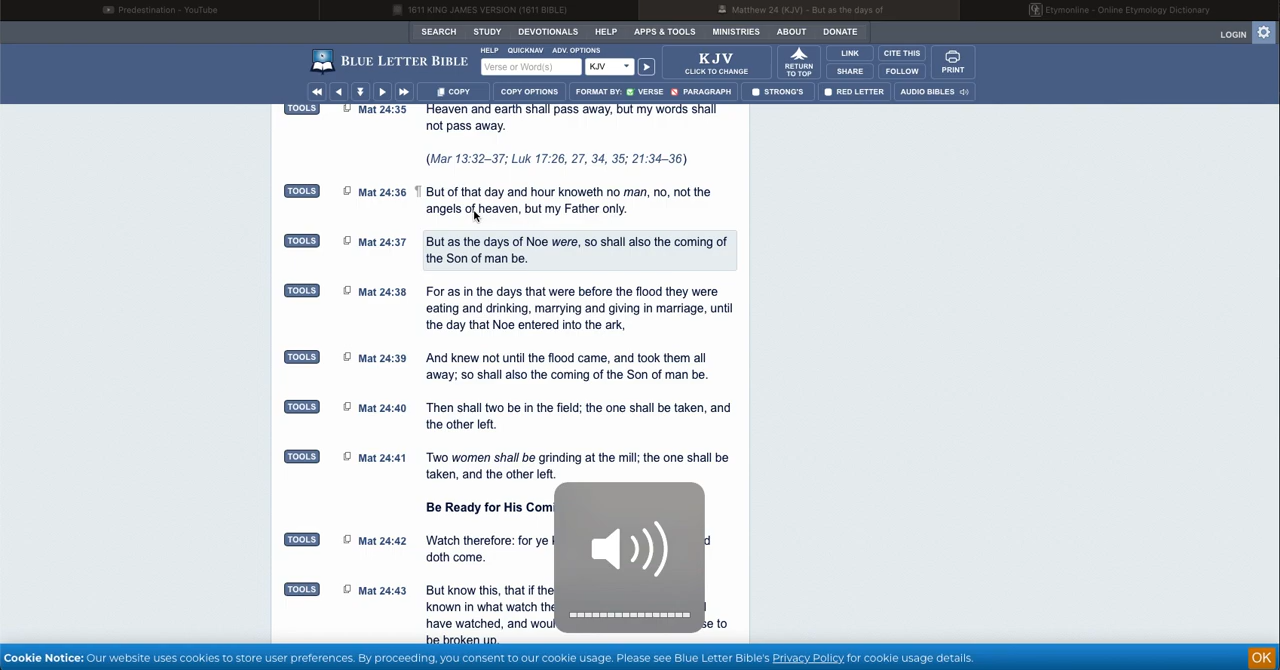 Predestination - YouTube
1611 KING JAMES VERSION (1611 BIBLE)
Matthew 24 (KJV) - But as the days of
Etymonline - Online Etymology Dictionary
SEARCH STUDY DEVOTIONALS HELP APPS & TOOLS MINISTRIES ABOUT DONATE
LOGIN
BLUE LETTER BIBLE
HELP QUICKNAV ADV. OPTIONS
Verse or Word(s) KJV
KJV
CLICK TO CHANGE
RETURN
TO TOP
LINK CITE THIS
SHARE FOLLOW
PRINT
COPY COPY OPTIONS FORMAT BY: VERSE PARAGRAPH STRONG'S RED LETTER AUDIO BIBLES
TOOLS Mat 24:35 Heaven and earth shall pass away, but my words shall
not pass away.
(Mar 13:32–37; Luk 17:26, 27, 34, 35; 21:34–36)
TOOLS Mat 24:36 ¶ But of that day and hour knoweth no man, no, not the
angels of heaven, but my Father only.
TOOLS Mat 24:37 But as the days of Noe were, so shall also the coming of
the Son of man be.
TOOLS Mat 24:38 For as in the days that were before the flood they were
eating and drinking, marrying and giving in marriage, until
the day that Noe entered into the ark,
TOOLS Mat 24:39 And knew not until the flood came, and took them all
away; so shall also the coming of the Son of man be.
TOOLS Mat 24:40 Then shall two be in the field; the one shall be taken, and
the other left.
TOOLS Mat 24:41 Two women shall be grinding at the mill; the one shall be
taken, and the other left.
Be Ready for His Comi
TOOLS Mat 24:42 Watch therefore: for ye k d
doth come.
TOOLS Mat 24:43 But know this, that if the
known in what watch the
have watched, and woul se to
be broken up.
Cookie Notice: Our website uses cookies to store user preferences. By proceeding, you consent to our cookie usage. Please see Blue Letter Bible's Privacy Policy for cookie usage details.
OK